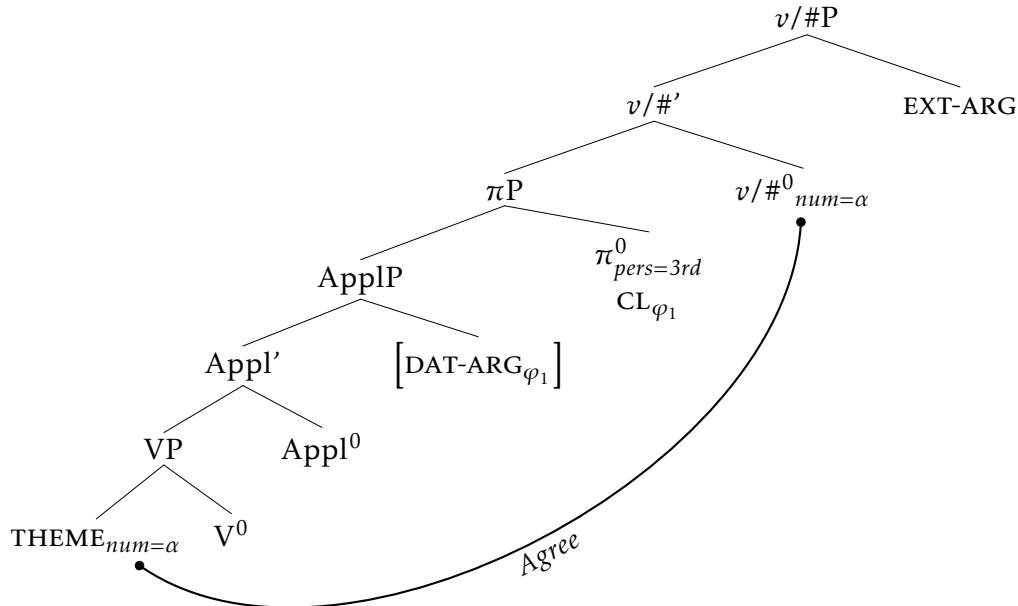 v/#P
v/#' EXT-ARG
πP v/#⁰num=α
ApplP π⁰pers=3rd
CLφ₁
Appl' [DAT-ARGφ₁]
VP Appl⁰
THEMEnum=α V⁰
Agree